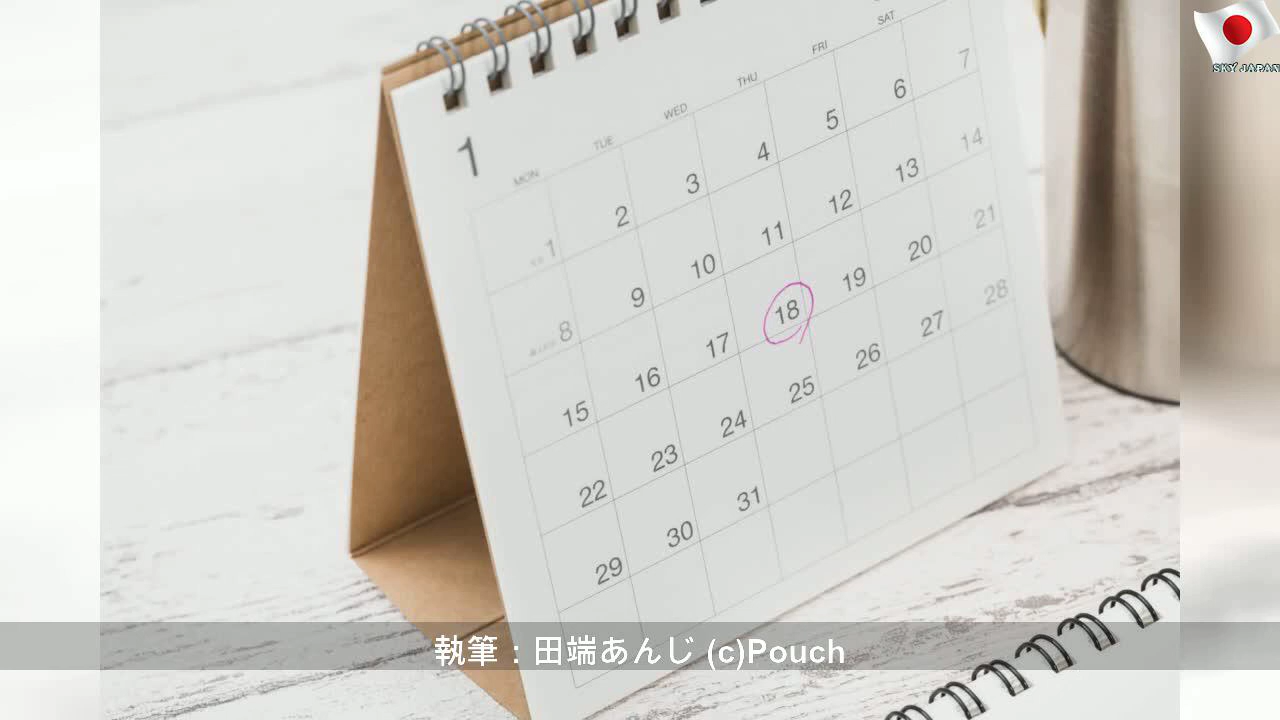 SKY JAPAN
1
MON TUE WED THU FRI SAT
1 2 3 4 5 6 7
8 9 10 11 12 13 14
15 16 17 18 19 20 21
22 23 24 25 26 27 28
29 30 31
執筆：田端あんじ (c)Pouch